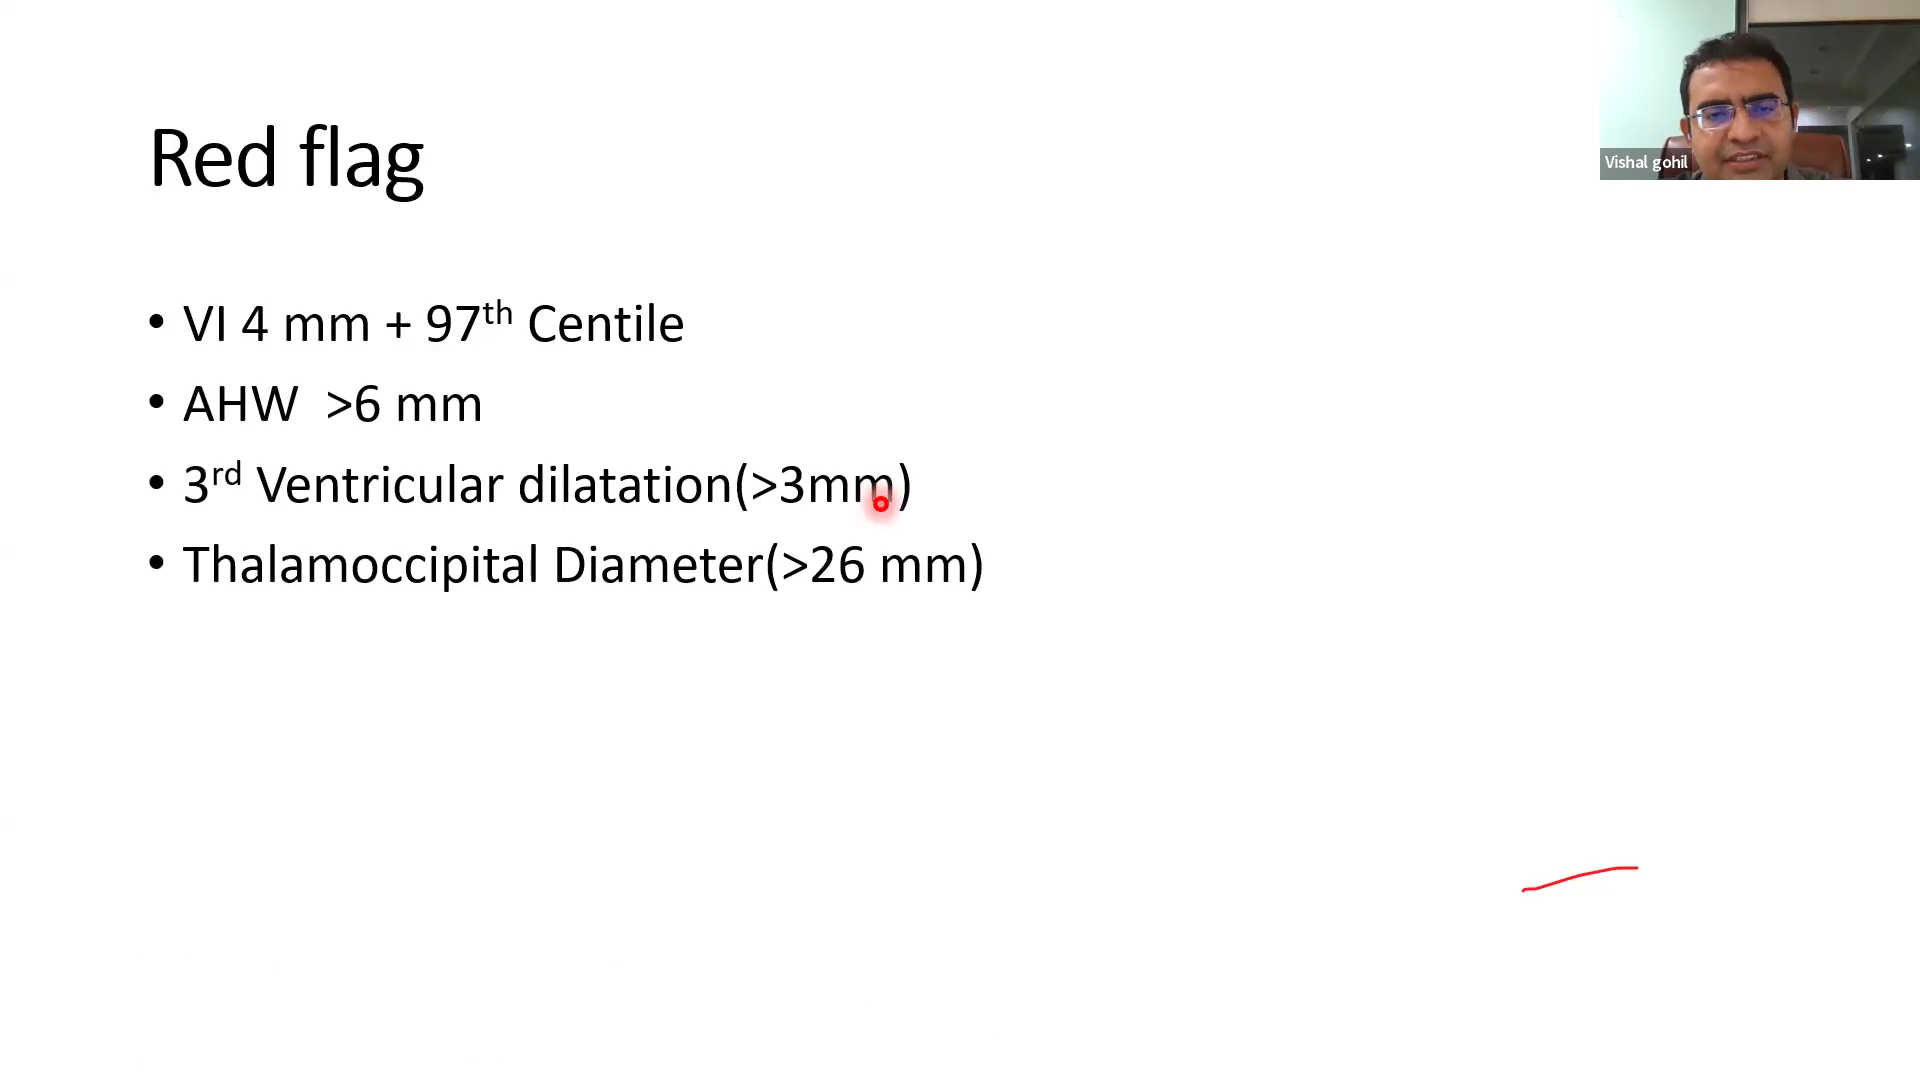 Red flag
Vishal gohil
• VI 4 mm + 97th Centile
• AHW >6 mm
• 3rd Ventricular dilatation(>3mm)
• Thalamoccipital Diameter(>26 mm)